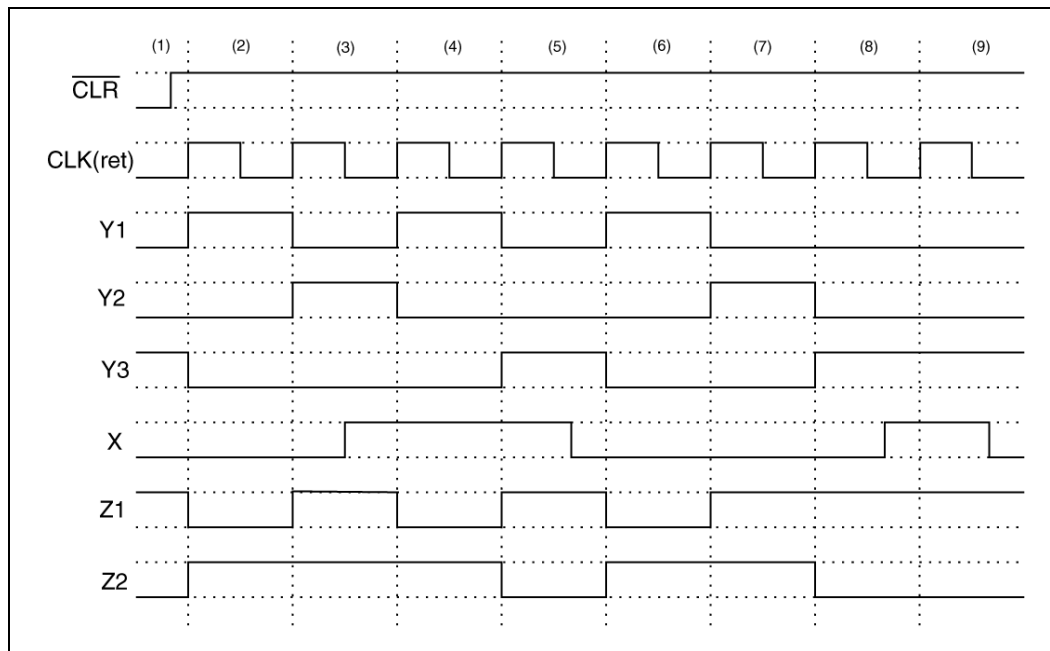 (1) (2) (3) (4) (5) (6) (7) (8) (9)
CLR
CLK(ret)
Y1
Y2
Y3
X
Z1
Z2